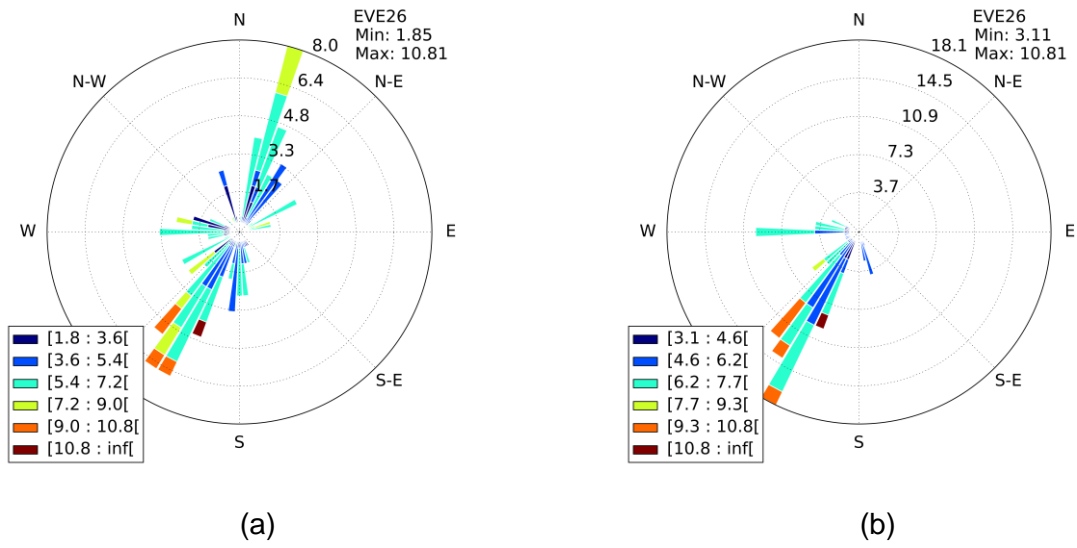 EVE26
Min: 1.85
Max: 10.81
N
8.0
N-W
N-E
6.4
4.8
3.3
1.7
W
E
S-E
S
[1.8 : 3.6[
[3.6 : 5.4[
[5.4 : 7.2[
[7.2 : 9.0[
[9.0 : 10.8[
[10.8 : inf[
(a)
EVE26
Min: 3.11
Max: 10.81
N
18.1
N-W
N-E
14.5
10.9
7.3
3.7
W
E
S-E
S
[3.1 : 4.6[
[4.6 : 6.2[
[6.2 : 7.7[
[7.7 : 9.3[
[9.3 : 10.8[
[10.8 : inf[
(b)